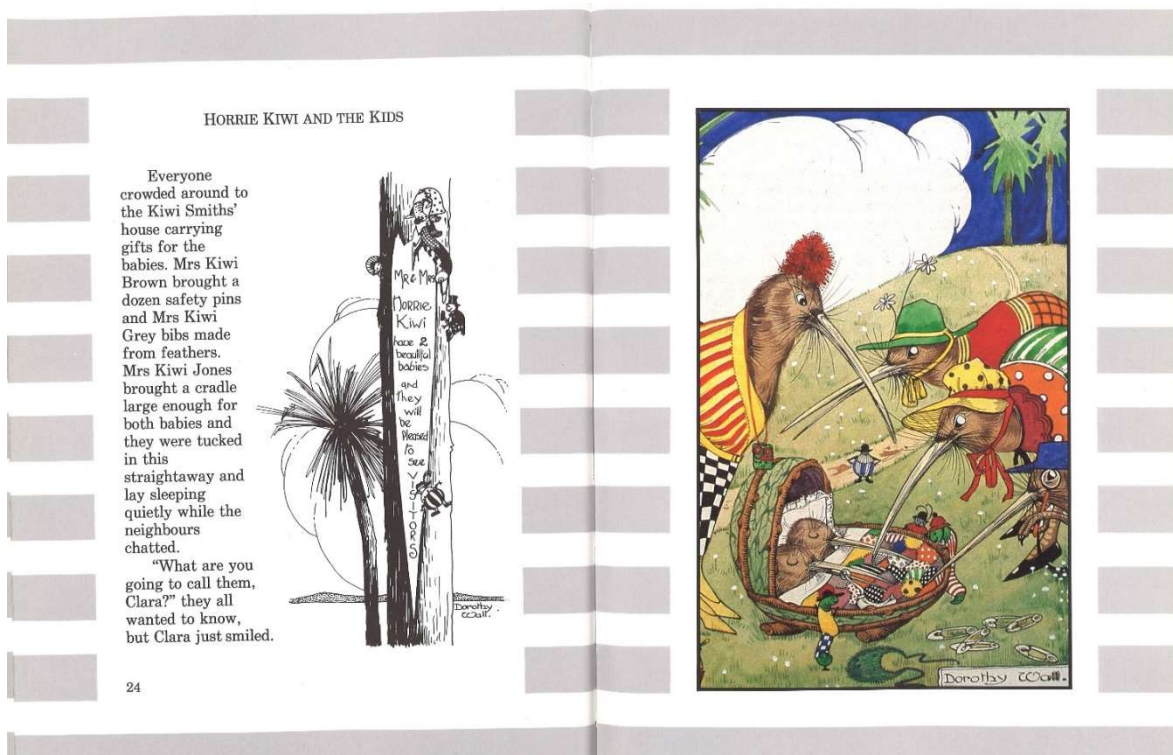 HORRIE KIWI AND THE KIDS
Everyone
crowded around to
the Kiwi Smiths'
house carrying
gifts for the
babies. Mrs Kiwi
Brown brought a
dozen safety pins
and Mrs Kiwi
Grey bibs made
from feathers.
Mrs Kiwi Jones
brought a cradle
large enough for
both babies and
they were tucked
in this
straightaway and
lay sleeping
quietly while the
neighbours
chatted.
"What are you
going to call them,
Clara?" they all
wanted to know,
but Clara just smiled.
MR & MRS
HORRIE
KIWI
have 2
beautiful
babies
and
they
will
be
Pleased
to
see
VISITORS
Dorothy
Wall.
24
Dorothy Wall.